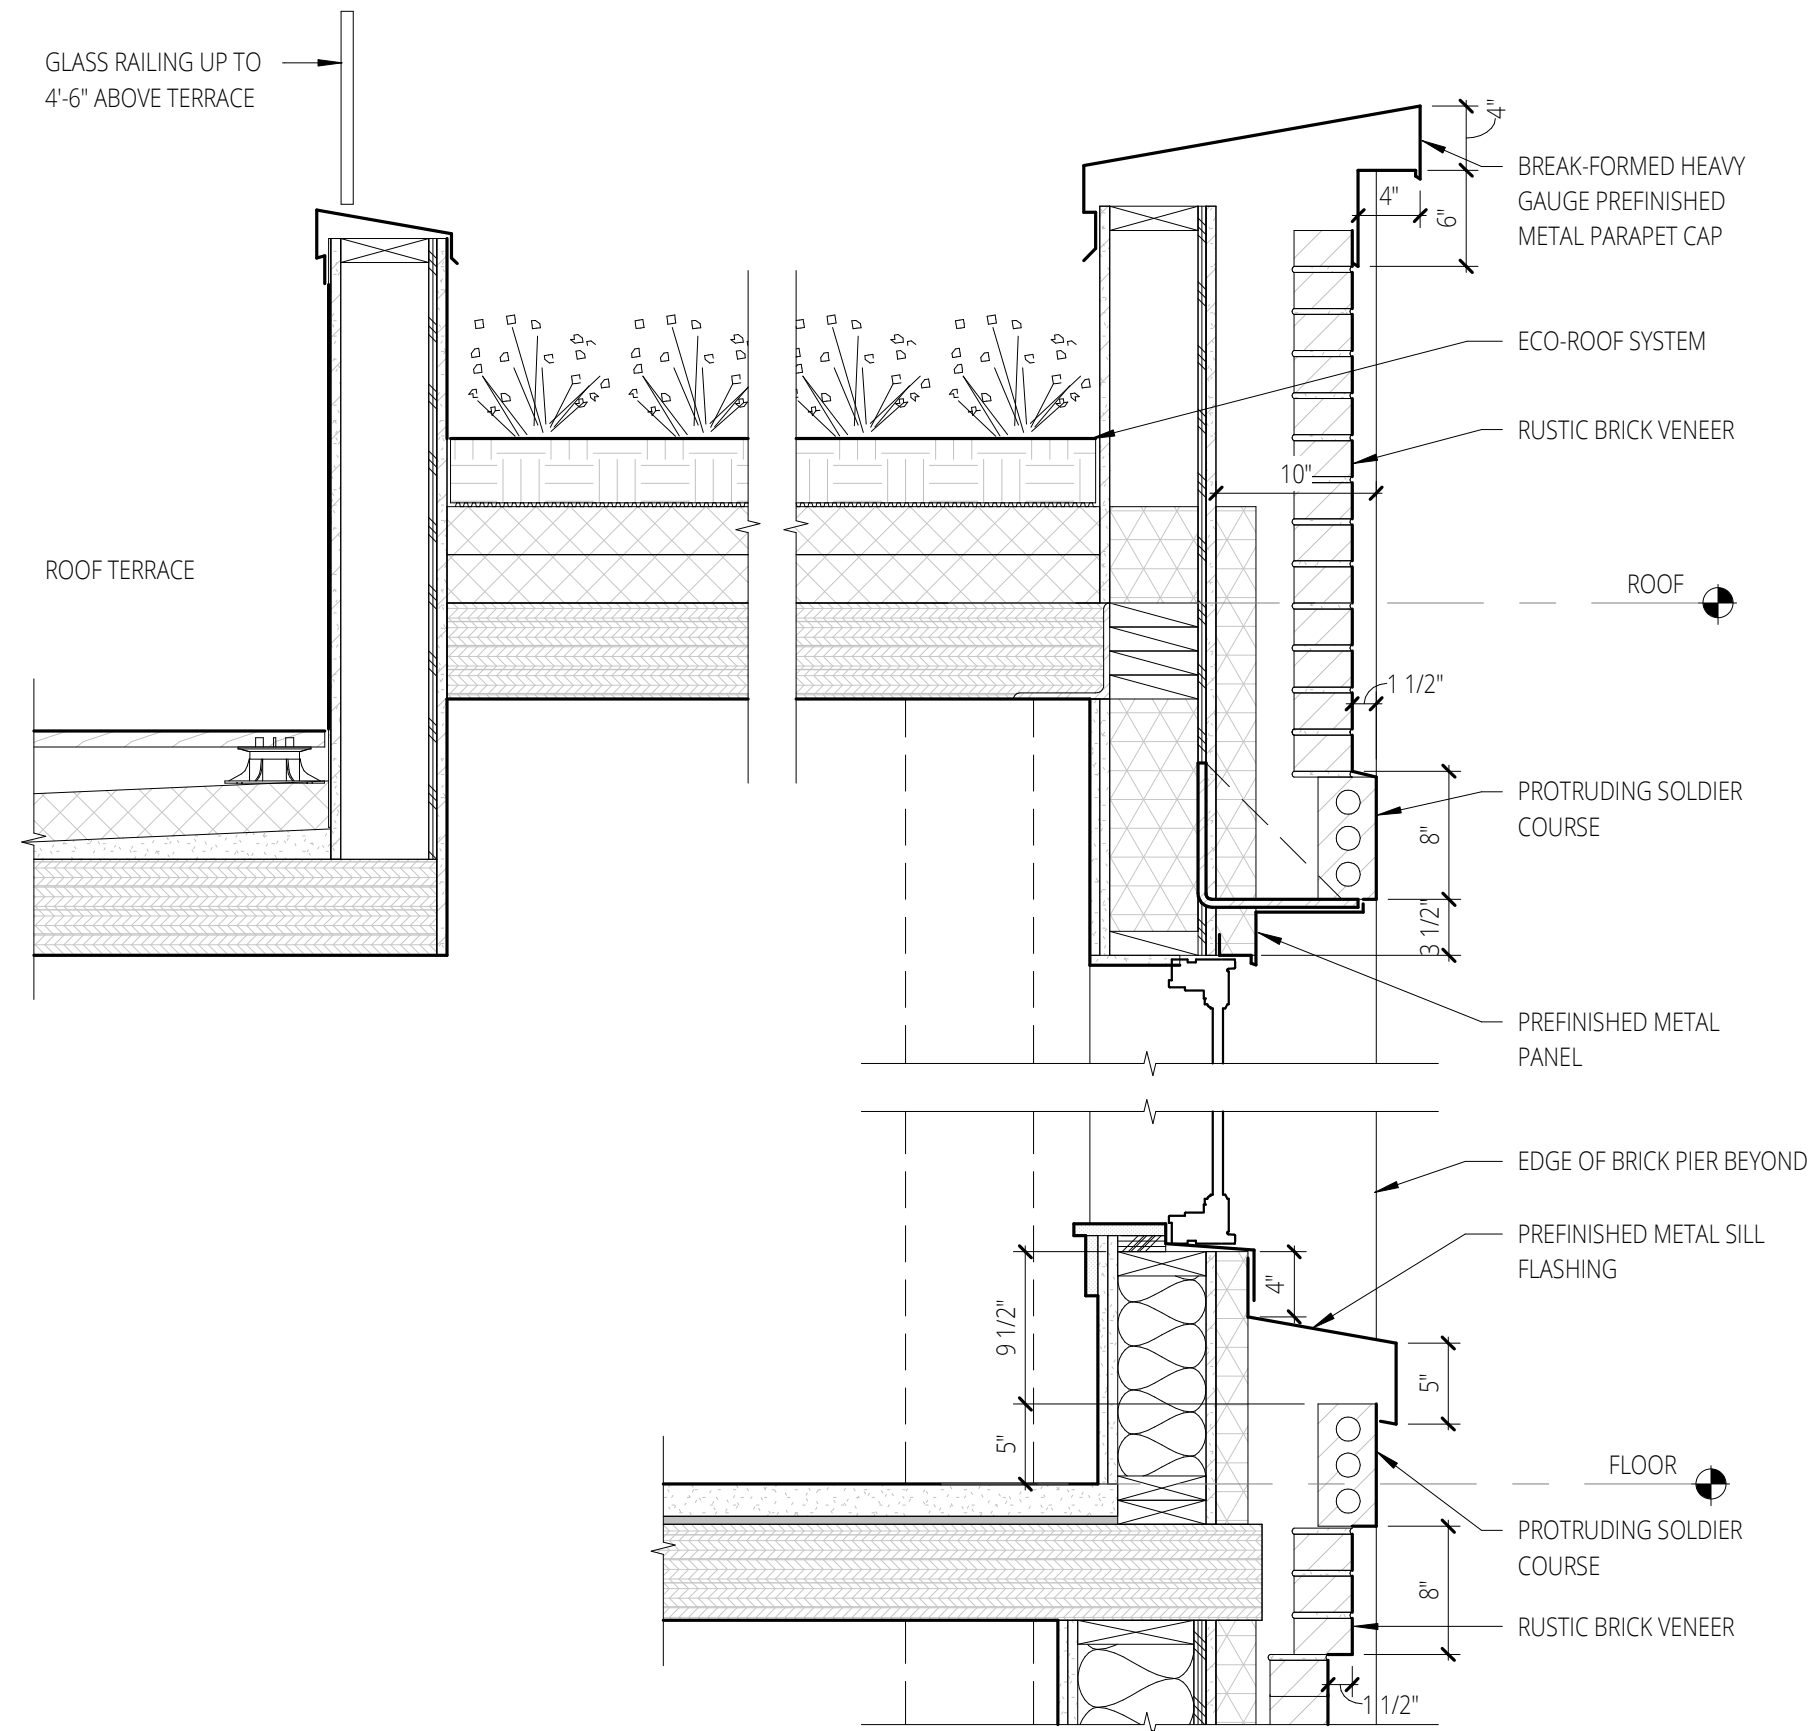 GLASS RAILING UP TO
4'-6" ABOVE TERRACE
4"
BREAK-FORMED HEAVY
GAUGE PREFINISHED
METAL PARAPET CAP
4"
6"
ECO-ROOF SYSTEM
RUSTIC BRICK VENEER
10"
ROOF TERRACE
ROOF
1 1/2"
PROTRUDING SOLDIER
COURSE
8"
3 1/2"
PREFINISHED METAL
PANEL
EDGE OF BRICK PIER BEYOND
PREFINISHED METAL SILL
FLASHING
4"
9 1/2"
5"
5"
FLOOR
PROTRUDING SOLDIER
COURSE
8"
RUSTIC BRICK VENEER
1 1/2"